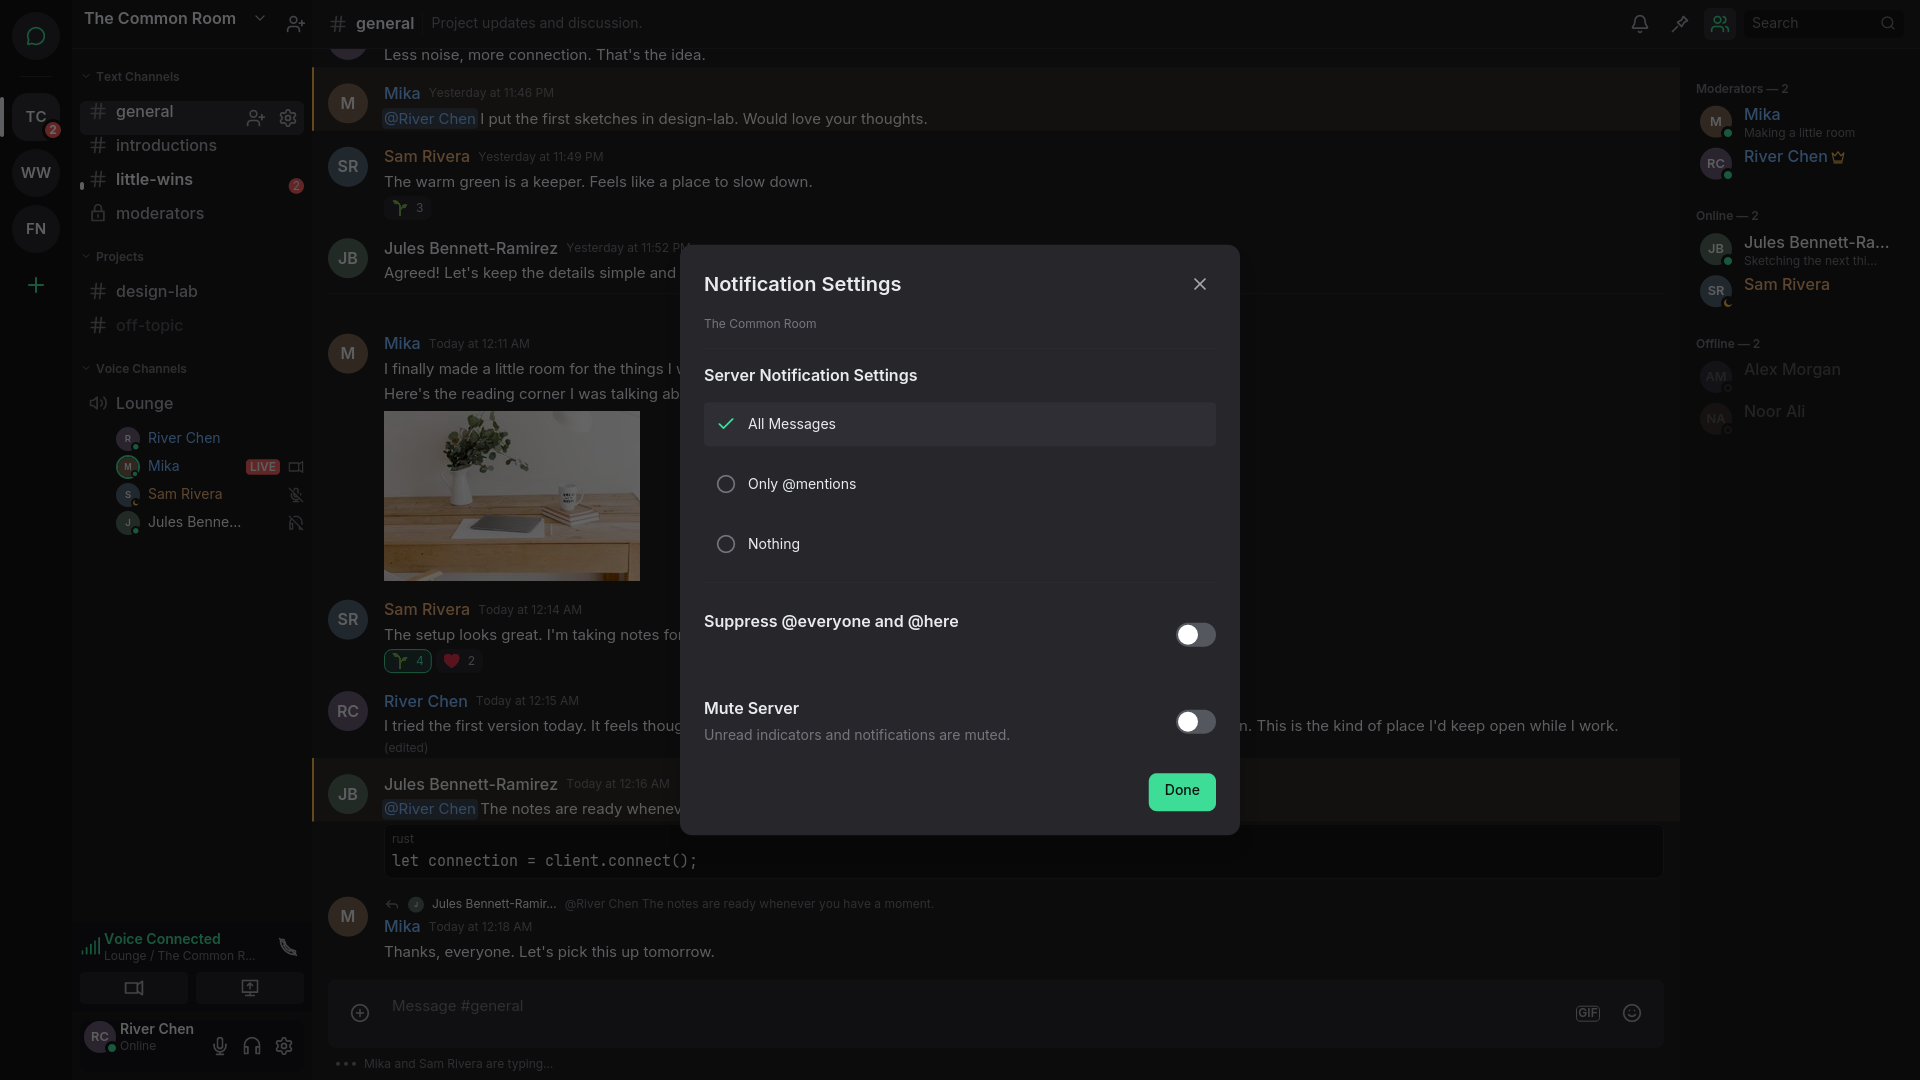 The Common Room
# general
Project updates and discussion.
Search
TC
2
WW
FN
Text Channels
general
introductions
little-wins
2
moderators
Projects
design-lab
off-topic
Voice Channels
Lounge
R
River Chen
M
Mika
LIVE
S
Sam Rivera
J
Jules Benne...
Voice Connected
Lounge / The Common R...
RC
River Chen
Online
Less noise, more connection. That's the idea.
M
Mika Yesterday at 11:46 PM
@River Chen I put the first sketches in design-lab. Would love your thoughts.
SR
Sam Rivera Yesterday at 11:49 PM
The warm green is a keeper. Feels like a place to slow down.
3
JB
Jules Bennett-Ramirez Yesterday at 11:52 PM
Agreed! Let's keep the details simple and
M
Mika Today at 12:11 AM
I finally made a little room for the things I w
Here's the reading corner I was talking ab
SR
Sam Rivera Today at 12:14 AM
The setup looks great. I'm taking notes for
4
2
RC
River Chen Today at 12:15 AM
I tried the first version today. It feels thoug
n. This is the kind of place I'd keep open while I work.
(edited)
JB
Jules Bennett-Ramirez Today at 12:16 AM
@River Chen The notes are ready whenev
rust
let connection = client.connect();
J
Jules Bennett-Ramir... @River Chen The notes are ready whenever you have a moment.
M
Mika Today at 12:18 AM
Thanks, everyone. Let's pick this up tomorrow.
Message #general
GIF
Mika and Sam Rivera are typing...
Notification Settings
The Common Room
Server Notification Settings
All Messages
Only @mentions
Nothing
Suppress @everyone and @here
Mute Server
Unread indicators and notifications are muted.
Done
Moderators — 2
M
Mika
Making a little room
RC
River Chen
Online — 2
JB
Jules Bennett-Ra...
Sketching the next thi...
SR
Sam Rivera
Offline — 2
AM
Alex Morgan
NA
Noor Ali